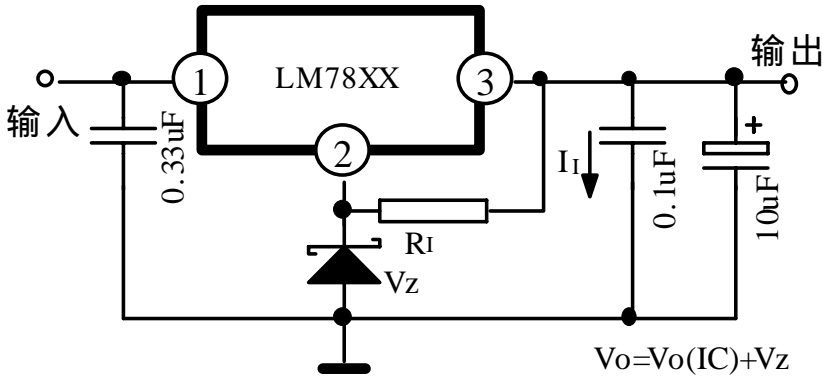 输出
1
LM78XX
3
输入
0.33uF
2
II
0.1uF
+
10uF
RI
Vz
Vo=Vo(IC)+Vz